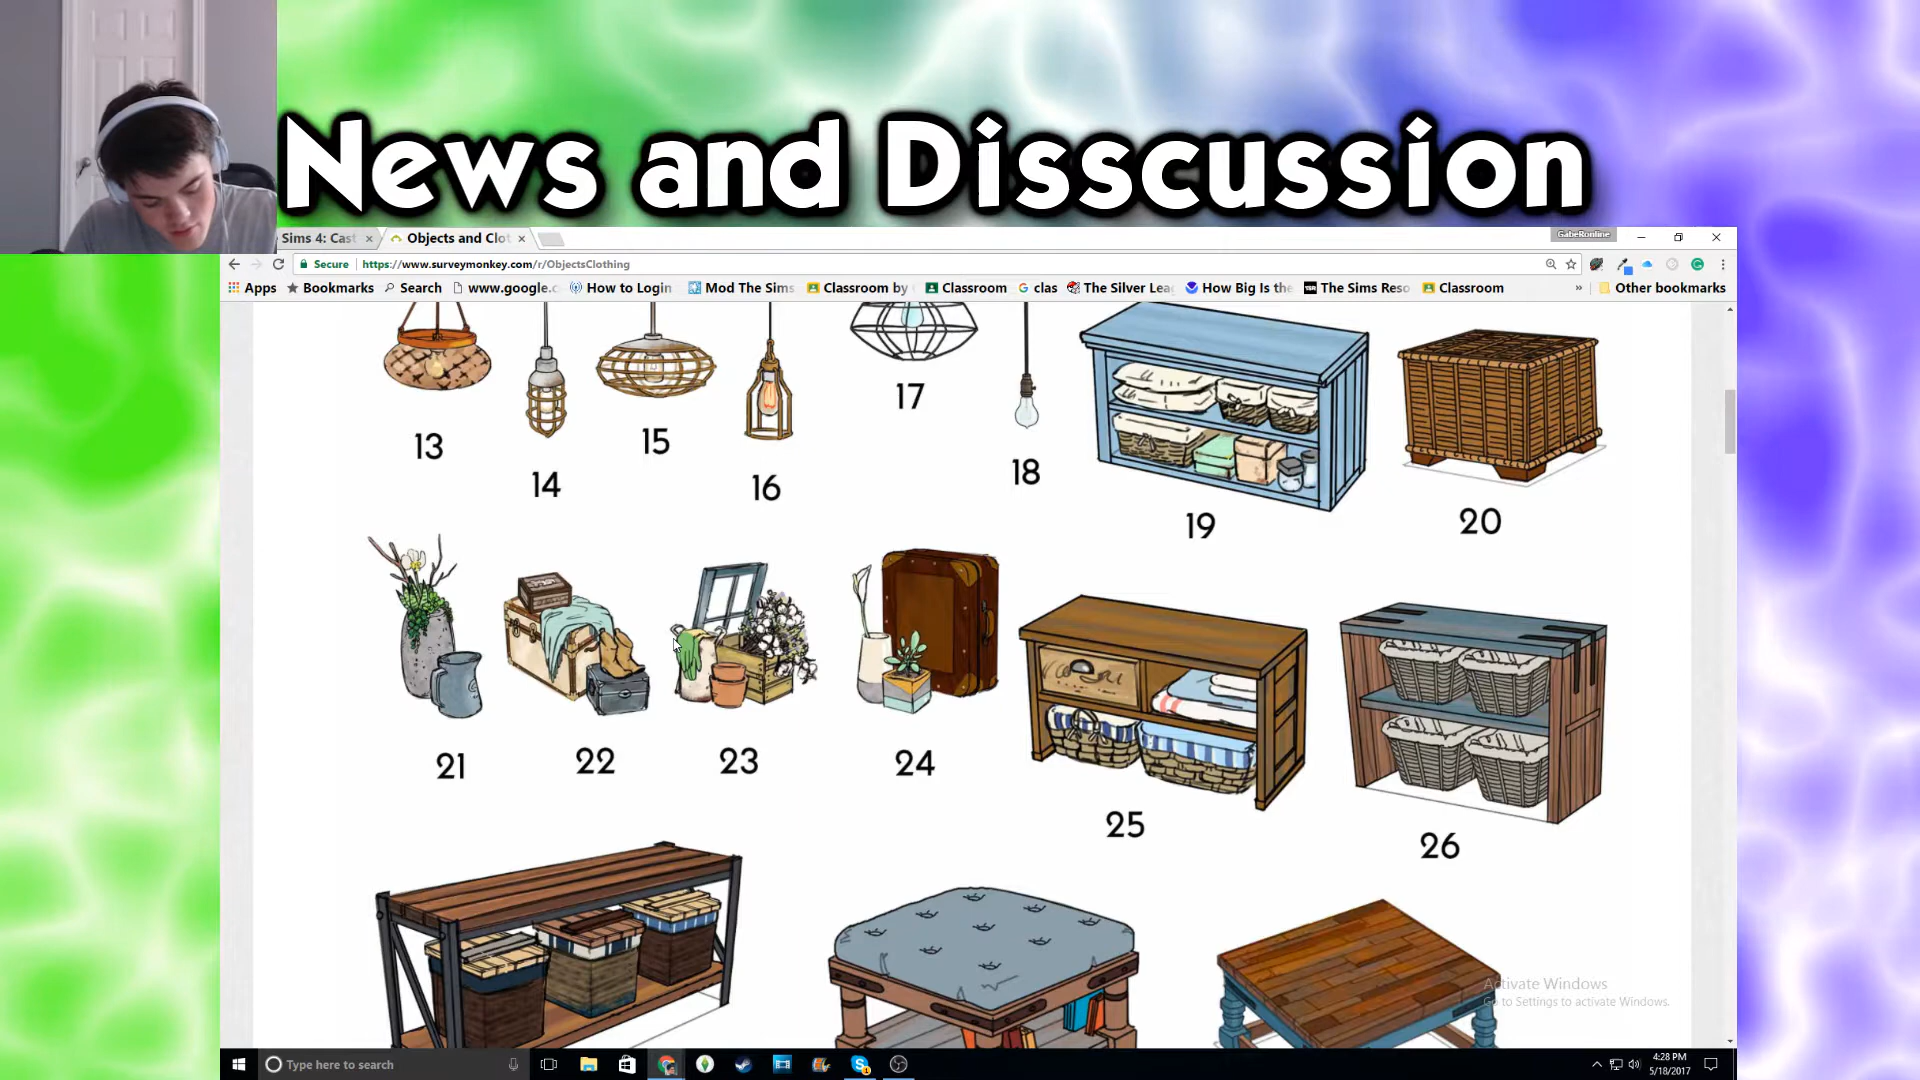 News and Disscussion
Sims 4: Cast
Objects and Clot
GabeRonline
Secure https://www.surveymonkey.com/r/ObjectsClothing
Apps Bookmarks Search www.google.c How to Login Mod The Sims Classroom by Classroom clas The Silver Lea How Big Is the The Sims Reso Classroom » Other bookmarks
13 14 15 16 17 18 19 20
21 22 23 24 25 26
Activate Windows
Go to Settings to activate Windows.
Type here to search
4:28 PM
5/18/2017